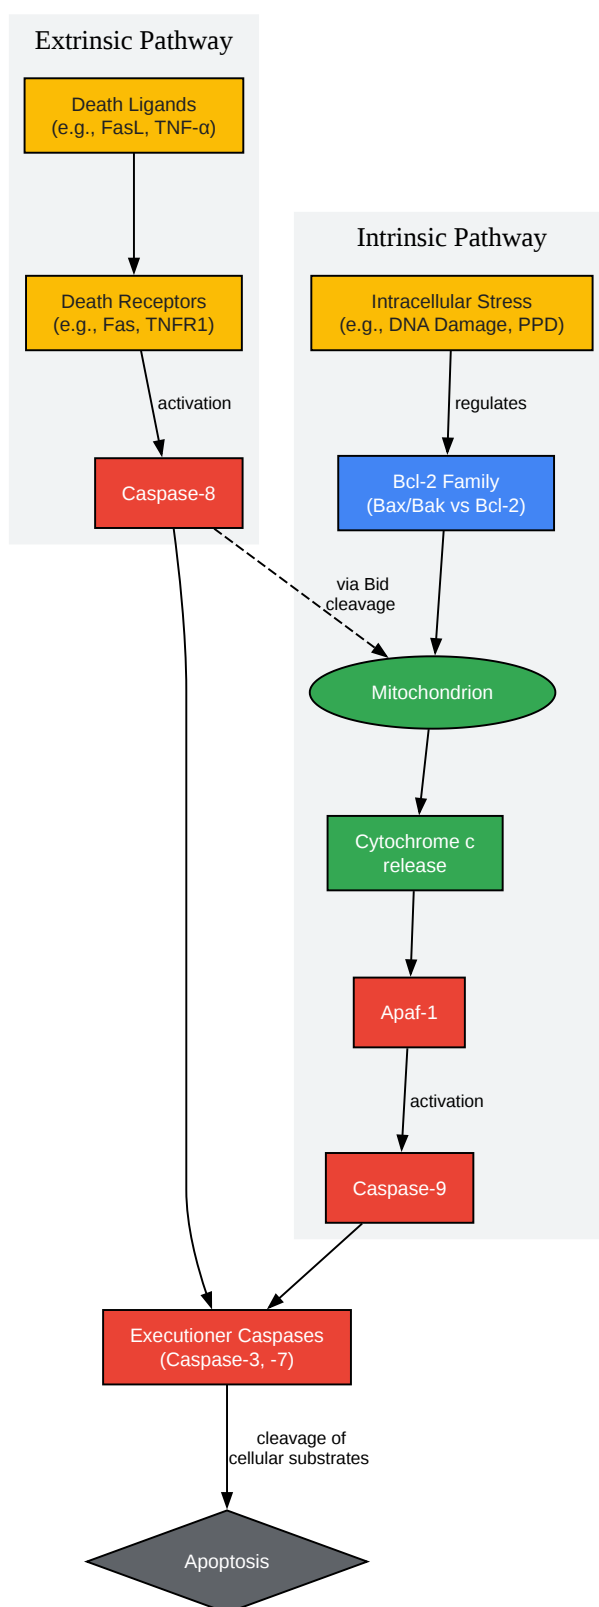 Extrinsic Pathway
Death Ligands
(e.g., FasL, TNF-α)
Death Receptors
(e.g., Fas, TNFR1)
activation
Caspase-8
Intrinsic Pathway
Intracellular Stress
(e.g., DNA Damage, PPD)
regulates
Bcl-2 Family
(Bax/Bak vs Bcl-2)
via Bid
cleavage
Mitochondrion
Cytochrome c
release
Apaf-1
activation
Caspase-9
Executioner Caspases
(Caspase-3, -7)
cleavage of
cellular substrates
Apoptosis